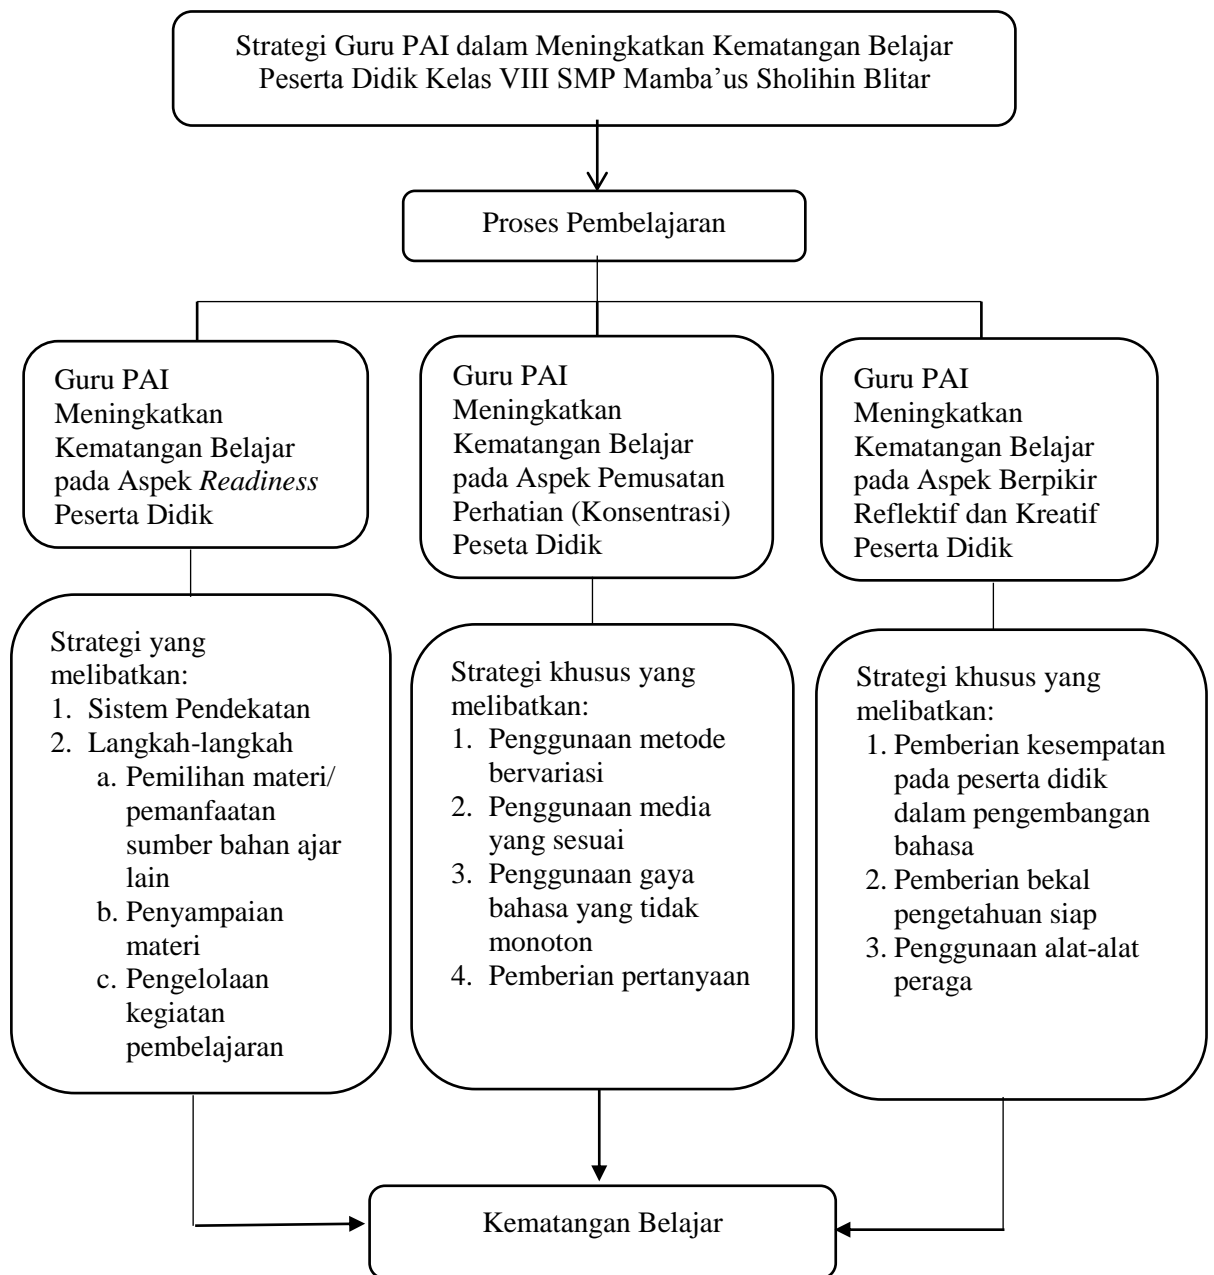 Strategi Guru PAI dalam Meningkatkan Kematangan Belajar
Peserta Didik Kelas VIII SMP Mamba’us Sholihin Blitar
Proses Pembelajaran
Guru PAI
Meningkatkan
Kematangan Belajar
pada Aspek Readiness
Peserta Didik
Guru PAI
Meningkatkan
Kematangan Belajar
pada Aspek Pemusatan
Perhatian (Konsentrasi)
Peseta Didik
Guru PAI
Meningkatkan
Kematangan Belajar
pada Aspek Berpikir
Reflektif dan Kreatif
Peserta Didik
Strategi yang
melibatkan:
1. Sistem Pendekatan
2. Langkah-langkah
a. Pemilihan materi/
pemanfaatan
sumber bahan ajar
lain
b. Penyampaian
materi
c. Pengelolaan
kegiatan
pembelajaran
Strategi khusus yang
melibatkan:
1. Penggunaan metode
bervariasi
2. Penggunaan media
yang sesuai
3. Penggunaan gaya
bahasa yang tidak
monoton
4. Pemberian pertanyaan
Strategi khusus yang
melibatkan:
1. Pemberian kesempatan
pada peserta didik
dalam pengembangan
bahasa
2. Pemberian bekal
pengetahuan siap
3. Penggunaan alat-alat
peraga
Kematangan Belajar